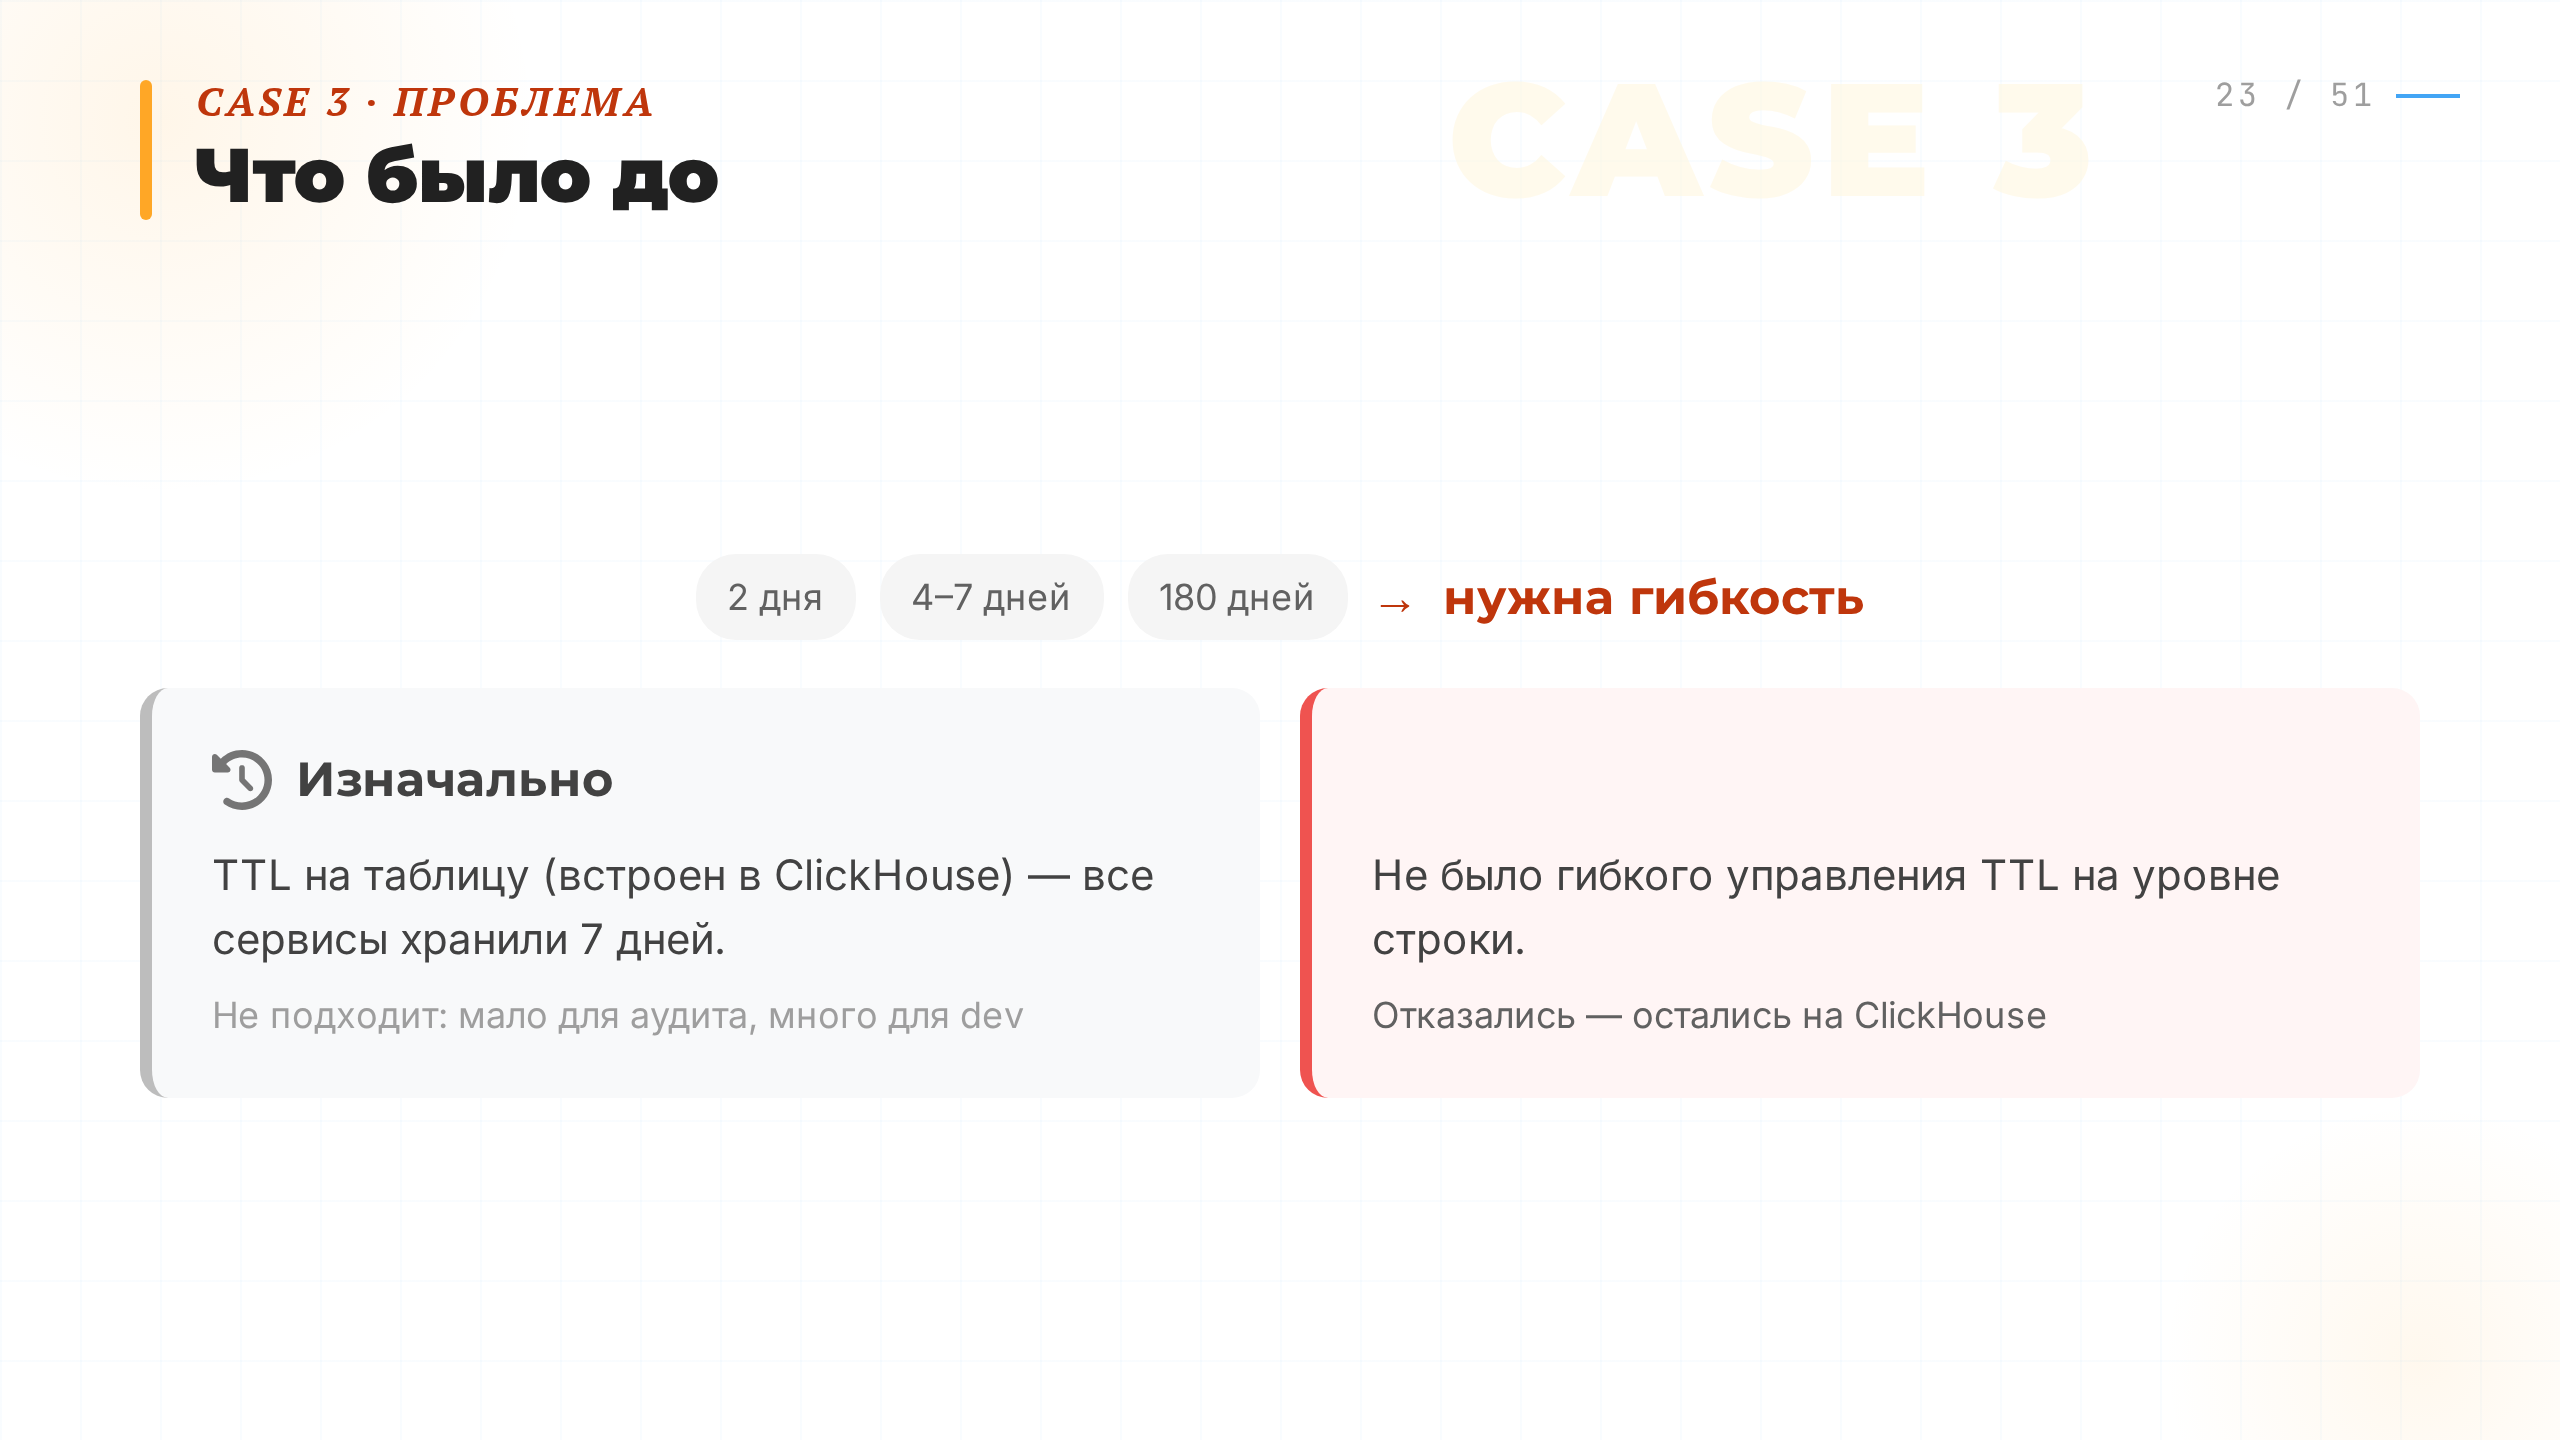 CASE 3 · ПРОБЛЕМА
Что было до
CASE 3
23 / 51
2 дня
4–7 дней
180 дней
→ нужна гибкость
Изначально
TTL на таблицу (встроен в ClickHouse) — все
сервисы хранили 7 дней.
Не подходит: мало для аудита, много для dev
Не было гибкого управления TTL на уровне
строки.
Отказались — остались на ClickHouse